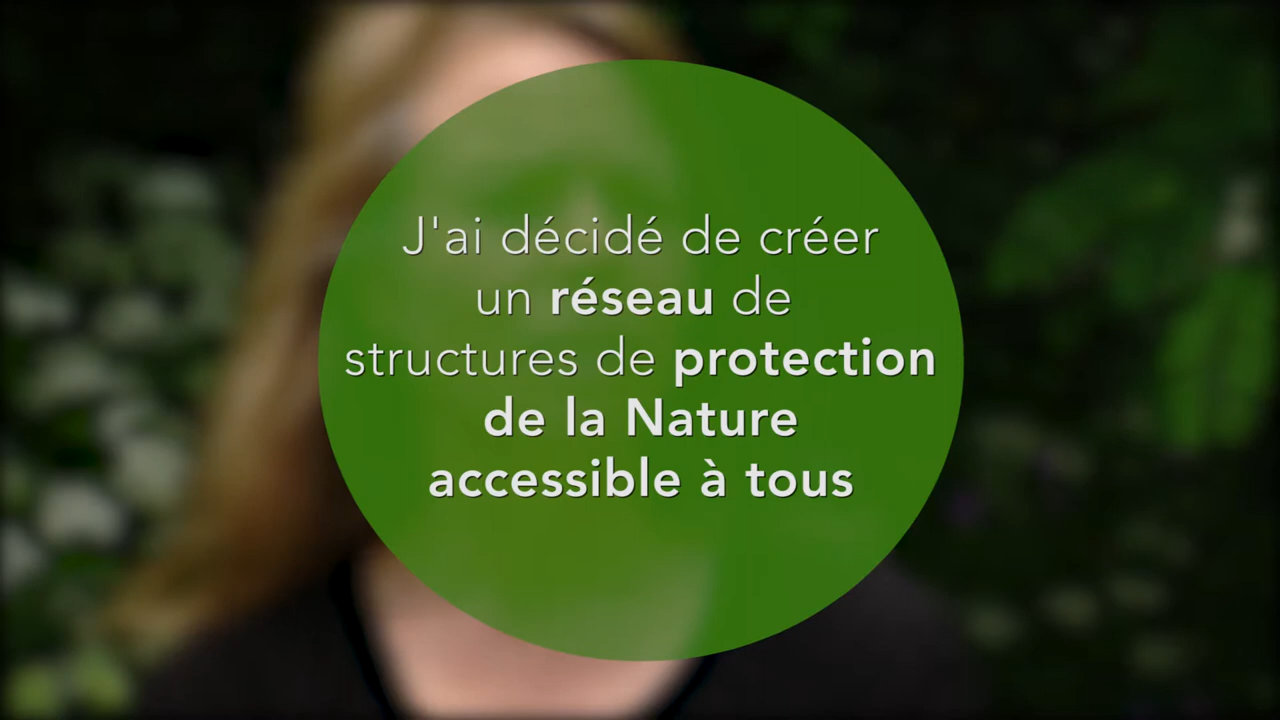 J'ai décidé de créer
un réseau de
structures de protection
de la Nature
accessible à tous